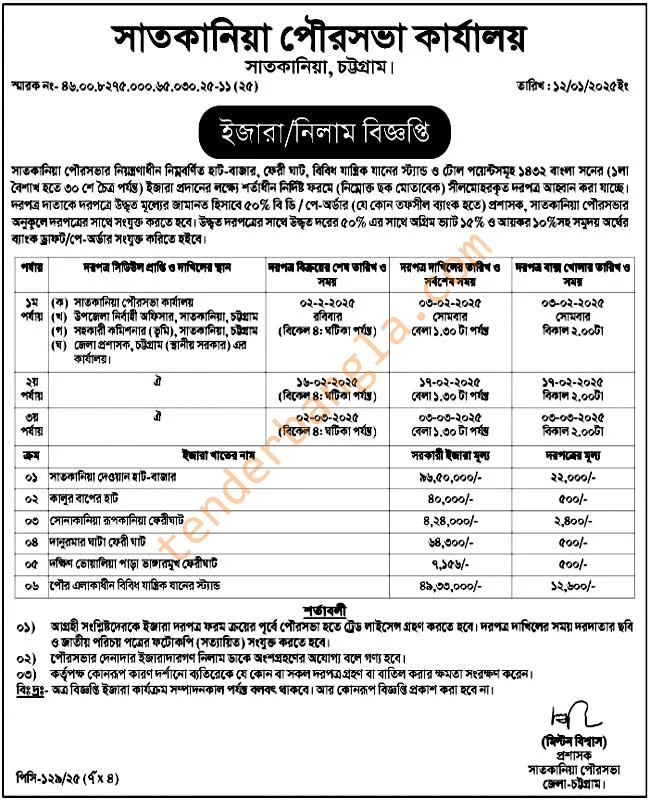 সাতকানিয়া পৌরসভা কার্যালয়
সাতকানিয়া, চট্টগ্রাম।
স্মারক নং- ৪৬.০০.৮২৭৫.০০০.৬৫.০৩০.২৫-১১ (২৫) তারিখ : ১২/০১/২০২৫ইং
ইজারা/নিলাম বিজ্ঞপ্তি
সাতকানিয়া পৌরসভার নিয়ন্ত্রণাধীন নিম্নবর্ণিত হাট-বাজার, ফেরী ঘাট, বিবিধ যান্ত্রিক যানের স্ট্যান্ড ও টোল পয়েন্টসমূহ ১৪৩২ বাংলা সনের (১লা
বৈশাখ হতে ৩০ শে চৈত্র পর্যন্ত) ইজারা প্রদানের লক্ষ্যে শর্তাধীন নির্দিষ্ট ফরমে (নিম্নোক্ত ছক মোতাবেক) সীলমোহরকৃত দরপত্র আহবান করা যাচ্ছে।
দরপত্র দাতাকে দরপত্রে উদ্ধৃত মূল্যের জামানত হিসাবে ৫০% বি ডি / পে-অর্ডার (যে কোন তফসীল ব্যাংক হতে) প্রশাসক, সাতকানিয়া পৌরসভার
অনুকূলে দরপত্রের সাথে সংযুক্ত করতে হবে। উদ্ধৃত দরপত্রের সাথে উদ্ধৃত দরের ৫০% এর সাথে অগ্রিম ভ্যাট ১৫% ও আয়কর ১০%সহ সমুদয় অর্থের
ব্যাংক ড্রাফট/পে-অর্ডার সংযুক্ত করিতে হইবে।
পর্যায় দরপত্র সিডিউল প্রাপ্তি ও দাখিলের স্থান দরপত্র বিক্রয়ের শেষ তারিখ ও সময় দরপত্র দাখিলের তারিখ ও সর্বশেষ সময় দরপত্র বাক্স খোলার তারিখ ও সময়
১ম পর্যায় (ক) সাতকানিয়া পৌরসভা কার্যালয় ০২-২-২০২৫ ০৩-০২-২০২৫ ০৩-০২-২০২৫
(খ) উপজেলা নির্বাহী অফিসার, সাতকানিয়া, চট্টগ্রাম রবিবার সোমবার সোমবার
(গ) সহকারী কমিশনার (ভূমি), সাতকানিয়া, চট্টগ্রাম (বিকেল ৪: ঘটিকা পর্যন্ত) বেলা ১.৩০ টা পর্যন্ত বিকাল ২.০০টা
(ঘ) জেলা প্রশাসক, চট্টগ্রাম (স্থানীয় সরকার) এর
কার্যালয়।
২য় পর্যায় ঐ ১৬-০২-২০২৫ ১৭-০২-২০২৫ ১৭-০২-২০২৫
(বিকেল ৪: ঘটিকা পর্যন্ত) বেলা ১.৩০ টা পর্যন্ত বিকাল ২.০০টা
৩য় পর্যায় ঐ ০২-০৩-২০২৫ ০৩-০৩-২০২৫ ০৩-০৩-২০২৫
(বিকেল ৪: ঘটিকা পর্যন্ত) বেলা ১.৩০ টা পর্যন্ত বিকাল ২.০০টা
ক্রম ইজারা খাতের নাম সরকারী ইজারা মূল্য দরপত্রের মূল্য
০১ সাতকানিয়া দেওয়ান হাট-বাজার ৯৬,৫০,০০০/- ২২,০০০/-
০২ কালুর বাপের হাট ৪০,০০০/- ৫০০/-
০৩ সোনাকানিয়া রূপকানিয়া ফেরীঘাট ৪,২৪,০০০/- ২,৪০০/-
০৪ দানুরমার ঘাটা ফেরী ঘাট ৬৪,৩০০/- ৫০০/-
০৫ দক্ষিণ ভোয়ালিয়া পাড়া ভাঙ্গারমুখ ফেরীঘাট ৭,১৫৬/- ৫০০/-
০৬ পৌর এলাকাধীন বিবিধ যান্ত্রিক যানের স্ট্যান্ড ৪৯,৩৩,০০০/- ১২,৬০০/-
শর্তাবলী
০১) আগ্রহী সংশ্লিষ্টদেরকে ইজারা দরপত্র ফরম ক্রয়ের পূর্বে পৌরসভা হতে ট্রেড লাইসেন্স গ্রহণ করতে হবে। দরপত্র দাখিলের সময় দরদাতার ছবি
ও জাতীয় পরিচয় পত্রের ফটোকপি (সত্যায়িত) সংযুক্ত করতে হবে।
০২) পৌরসভার দেনাদার ইজারাদারগণ নিলাম ডাকে অংশগ্রহণের অযোগ্য বলে গণ্য হবে।
০৩) কর্তৃপক্ষ কোনরূপ কারণ দর্শানো ব্যতিরেকে যে কোন বা সকল দরপত্র গ্রহণ বা বাতিল করার ক্ষমতা সংরক্ষণ করেন।
বিঃ দ্রঃ- অত্র বিজ্ঞপ্তি ইজারা কার্যক্রম সম্পাদনকাল পর্যন্ত বলবৎ থাকবে। আর কোনরূপ বিজ্ঞপ্তি প্রকাশ করা হবে না।
(মিল্টন বিশ্বাস)
প্রশাসক
সাতকানিয়া পৌরসভা
জেলা-চট্টগ্রাম।
পিসি-১২৯/২৫ (৭ x ৪)
tenderbangla.com